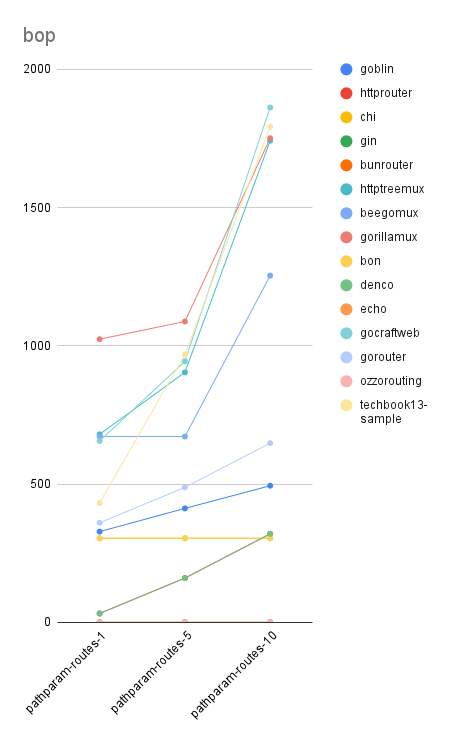 bop
2000
1500
1000
500
0
pathparam-routes-1
pathparam-routes-5
pathparam-routes-10
goblin
httprouter
chi
gin
bunrouter
httptreemux
beegomux
gorillamux
bon
denco
echo
gocraftweb
gorouter
ozzorouting
techbook13-
sample